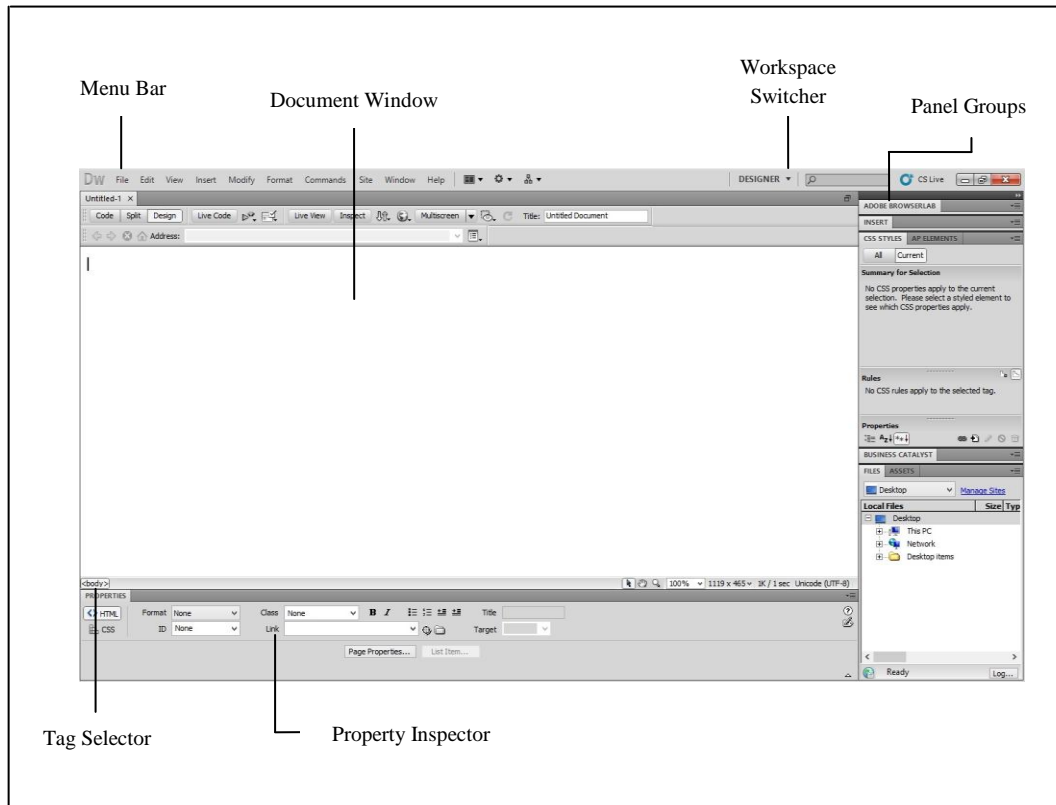 Menu Bar
Document Window
Workspace
Switcher
Panel Groups
DW File Edit View Insert Modify Format Commands Site Window Help
DESIGNER
CS Live
Untitled-1 ×
Code Split Design Live Code Live View Inspect Multiscreen Title: Untitled Document
Address:
ADOBE BROWSERLAB
INSERT
CSS STYLES AP ELEMENTS
All Current
Summary for Selection
No CSS properties apply to the current
selection. Please select a styled element to
see which CSS properties apply.
Rules
No CSS rules apply to the selected tag.
Properties
BUSINESS CATALYST
FILES ASSETS
Desktop Manage Sites
Local Files Size Typ
Desktop
This PC
Network
Desktop items
Ready Log...
<body> 100% 1119 x 465 1K / 1 sec Unicode (UTF-8)
PROPERTIES
HTML Format None Class None B I Title
CSS ID None Link Target
Page Properties... List Item...
Tag Selector
Property Inspector